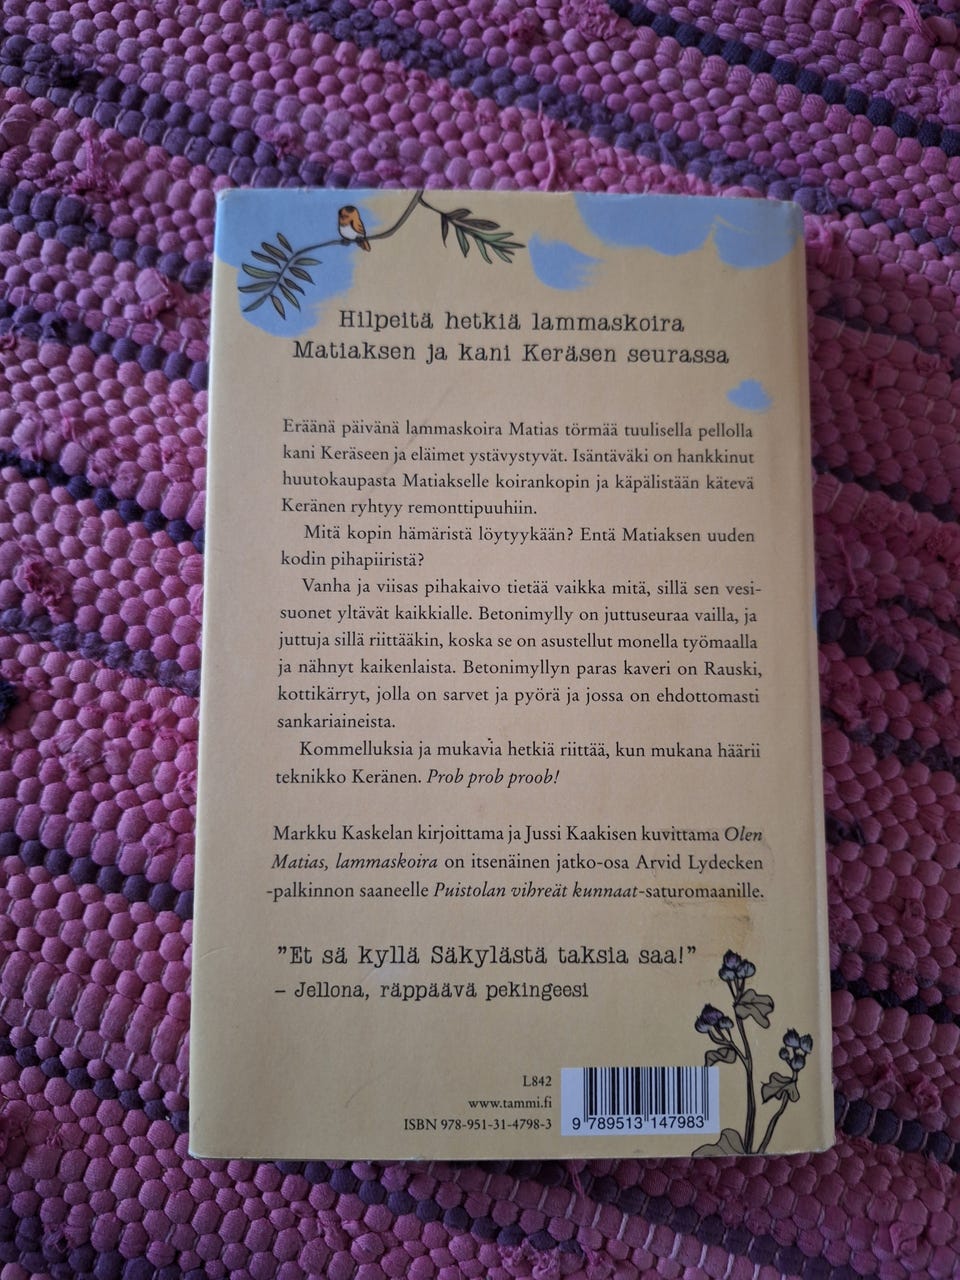 Hilpeitä hetkiä lammaskoira
Matiaksen ja kani Keräsen seurassa
Eräänä päivänä lammaskoira Matias törmää tuulisella pellolla
kani Keräseen ja eläimet ystävystyvät. Isäntäväki on hankkinut
huutokaupasta Matiakselle koirankopin ja käpälistään kätevä
Keränen ryhtyy remonttipuuhiin.
Mitä kopin hämäristä löytyykään? Entä Matiaksen uuden
kodin pihapiiristä?
Vanha ja viisas pihakaivo tietää vaikka mitä, sillä sen vesi-
suonet yltävät kaikkialle. Betonimylly on juttuseuraa vailla, ja
juttuja sillä riittääkin, koska se on asustellut monella työmaalla
ja nähnyt kaikenlaista. Betonimyllyn paras kaveri on Rauski,
kottikärryt, jolla on sarvet ja pyörä ja jossa on ehdottomasti
sankariaineista.
Kommelluksia ja mukavia hetkiä riittää, kun mukana häärii
teknikko Keränen. Prob prob proob!
Markku Kaskelan kirjoittama ja Jussi Kaakisen kuvittama Olen
Matias, lammaskoira on itsenäinen jatko-osa Arvid Lydecken
-palkinnon saaneelle Puistolan vihreät kunnaat-saturomaanille.
”Et sä kyllä Säkylästä taksia saa!”
– Jellona, räppäävä pekingeesi
L842
www.tammi.fi
ISBN 978-951-31-4798-3
9 789513 147983